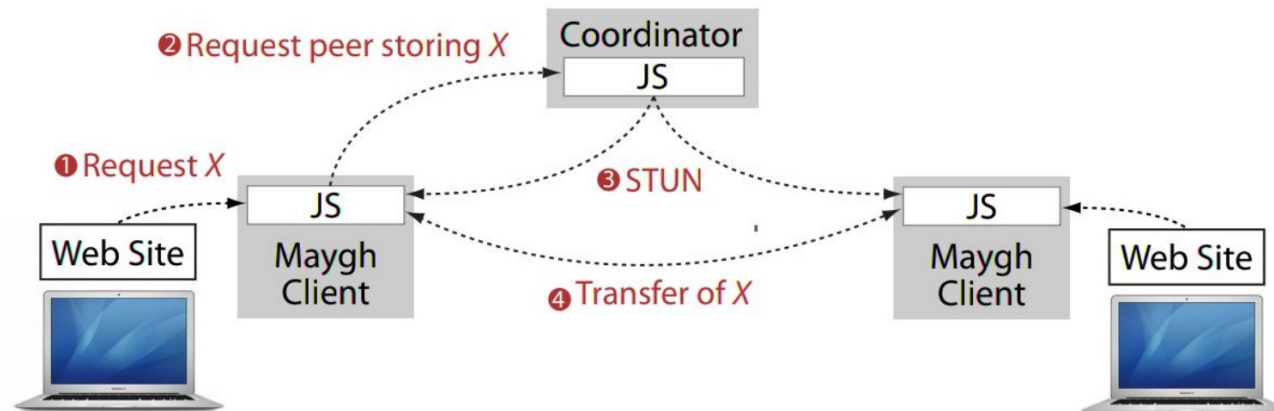 ❷ Request peer storing X
Coordinator
JS
❶ Request X
❸ STUN
JS
Maygh
Client
Web Site
❹ Transfer of X
JS
Maygh
Client
Web Site